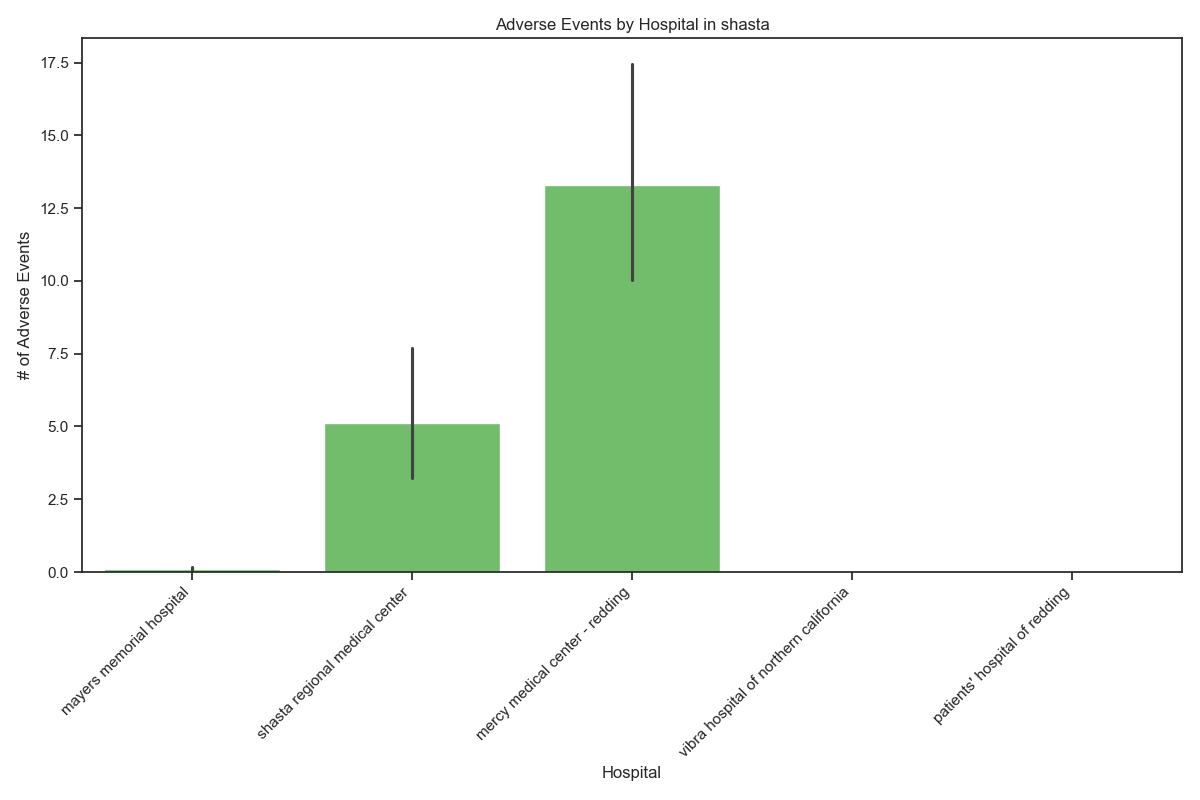 Adverse Events by Hospital in shasta
# of Adverse Events
17.5
15.0
12.5
10.0
7.5
5.0
2.5
0.0
mayers memorial hospital
shasta regional medical center
mercy medical center - redding
vibra hospital of northern california
patients' hospital of redding
Hospital